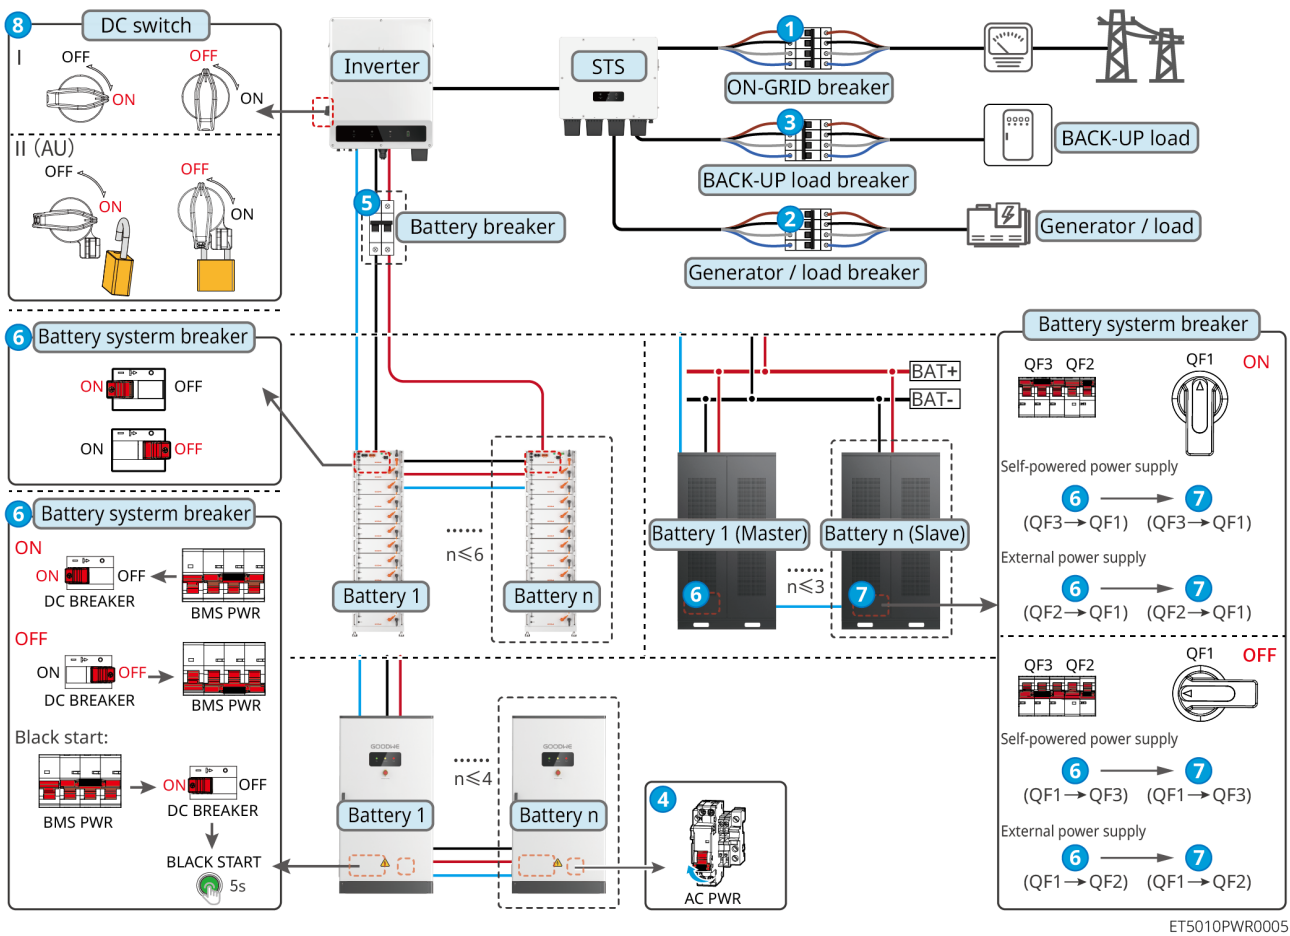 8 DC switch
I
OFF
ON
OFF
ON
II (AU)
OFF
ON
OFF
ON
Inverter
STS
1
ON-GRID breaker
3
BACK-UP load breaker
BACK-UP load
2
Generator / load breaker
Generator / load
5
Battery breaker
6 Battery systerm breaker
ON OFF
ON OFF
6 Battery systerm breaker
ON
ON OFF
DC BREAKER
BMS PWR
OFF
ON OFF
DC BREAKER
BMS PWR
Black start:
ON OFF
DC BREAKER
BMS PWR
BLACK START
5s
n≤6
Battery 1
Battery n
BAT+
BAT-
Battery 1 (Master)
Battery n (Slave)
n≤3
6
7
GOODWE
GOODWE
n≤4
Battery 1
Battery n
4
AC PWR
Battery systerm breaker
QF3 QF2
QF1
ON
Self-powered power supply
6 7
(QF3→QF1) (QF3→QF1)
External power supply
6 7
(QF2→QF1) (QF2→QF1)
QF3 QF2
QF1
OFF
Self-powered power supply
6 7
(QF1→QF3) (QF1→QF3)
External power supply
6 7
(QF1→QF2) (QF1→QF2)
ET5010PWR0005